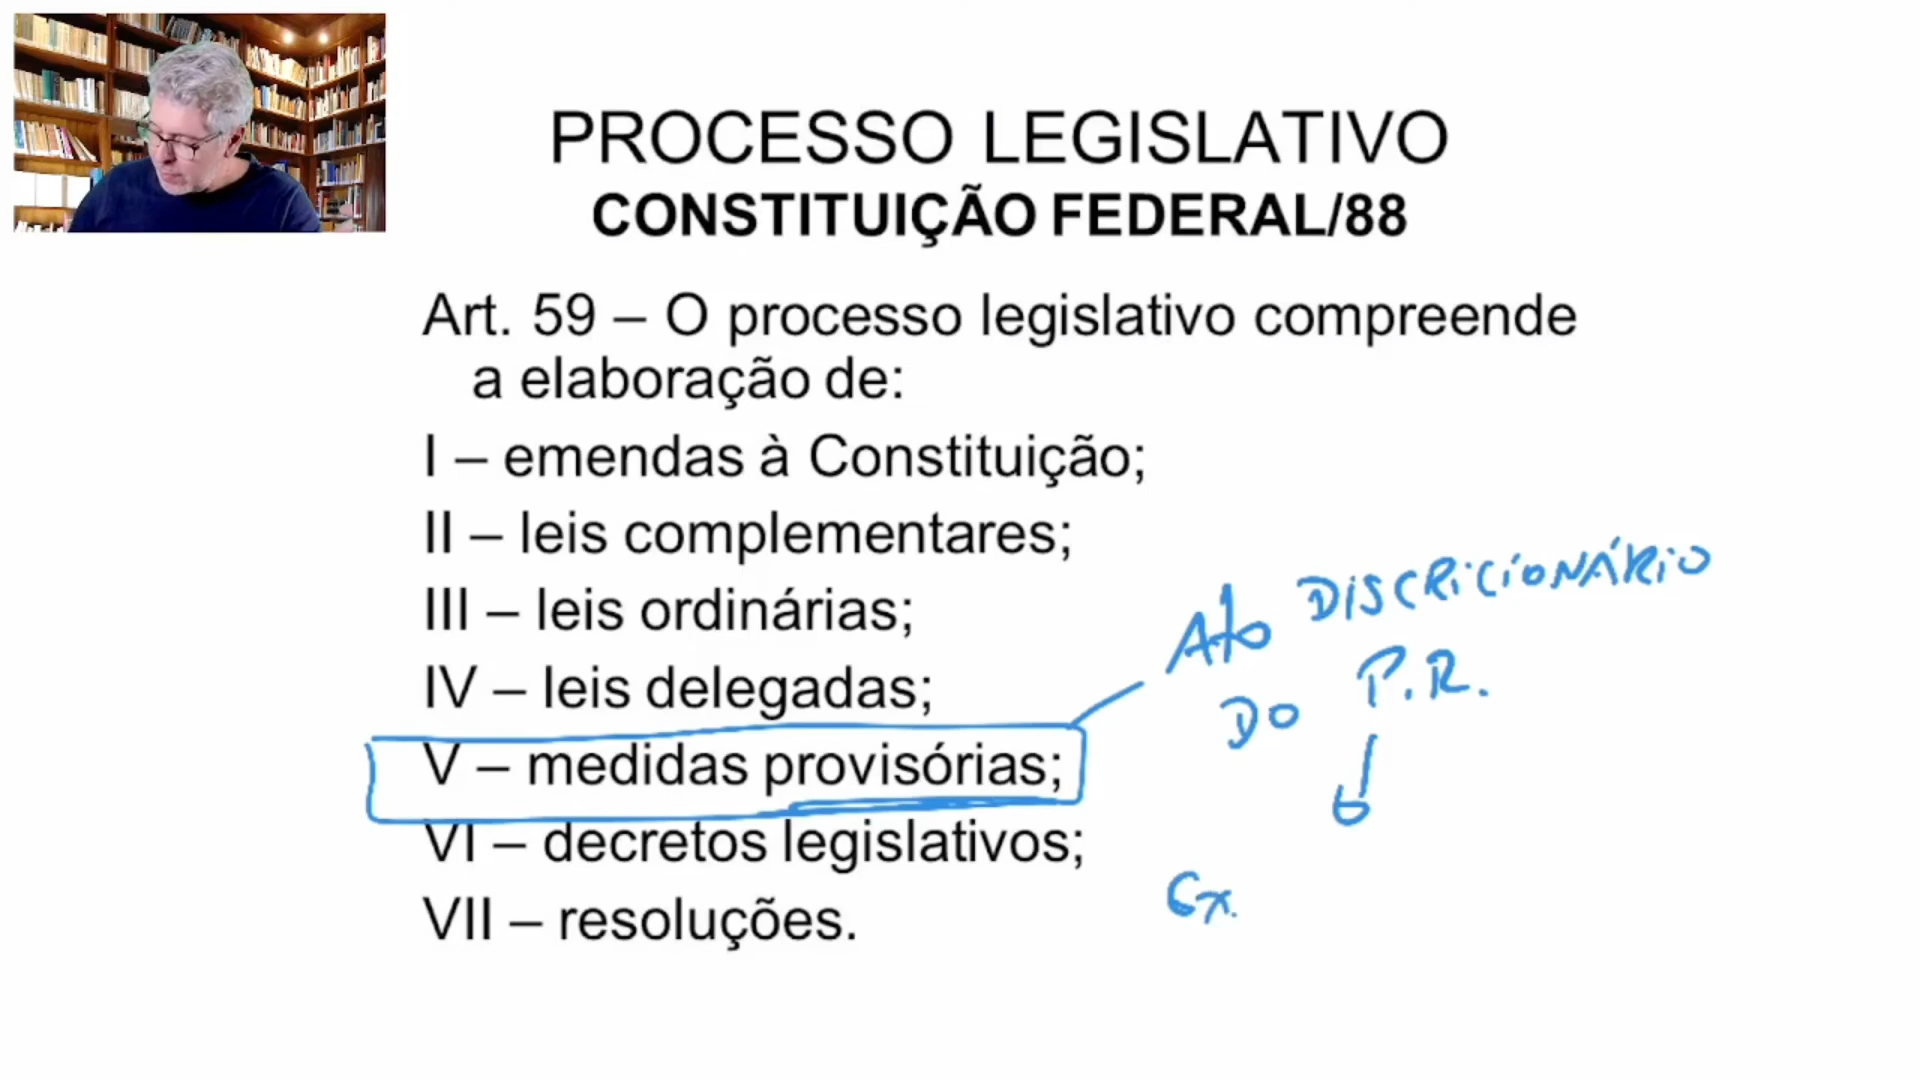 PROCESSO LEGISLATIVO
CONSTITUIÇÃO FEDERAL/88
Art. 59 – O processo legislativo compreende
a elaboração de:
I – emendas à Constituição;
II – leis complementares;
III – leis ordinárias;
IV – leis delegadas;
V – medidas provisórias;
VI – decretos legislativos;
VII – resoluções.
Ato DISCRICIONÁRIO
DO P.R.
Ex.